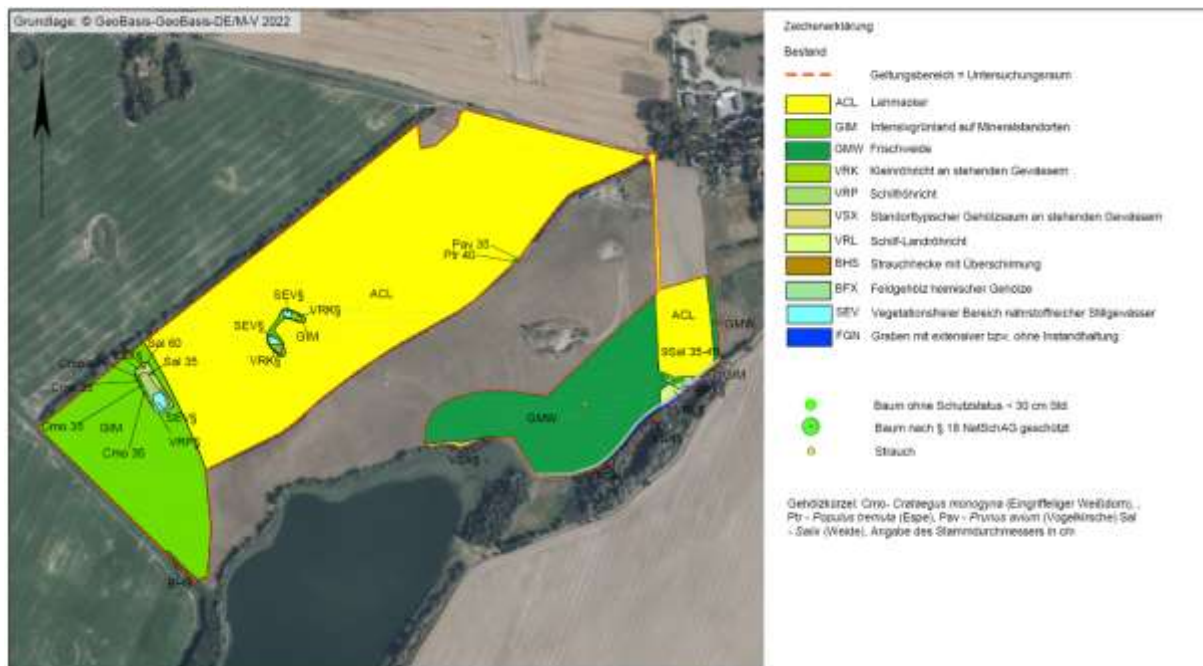 Grundlage: © GeoBasis-GeoBasis-DE/M-V 2022
Pav 35
Ptr 40
ACL
SEV§
VRK§
SEV§
GIM
VRK§
Sal 60
Sal 35
Cmo 35
GIM
Cmo 35
SEV§
VRP§
ACL
GMW
SSal 35-45
GMW
Zeichenerklärung
Bestand
Geltungsbereich = Untersuchungsraum
ACL Lehmacker
GIM Intensivgrünland auf Mineralstandorten
GMW Frischweide
VRK Kleinröhricht an stehenden Gewässern
VRP Schilfröhricht
VSX Standorttypischer Gehölzsaum an stehenden Gewässern
VRL Schilf-Landröhricht
BHS Strauchhecke mit Überschirmung
BFX Feldgehölz heimischer Gehölze
SEV Vegetationsfreier Bereich nährstoffreicher Stillgewässer
FGN Graben mit extensiver bzw. ohne Instandhaltung
Baum ohne Schutzstatus < 30 cm Std.
Baum nach § 18 NatSchAG geschützt
Strauch
Gehölzkürzel: Cmo- Crataegus monogyna (Eingriffeliger Weißdorn), ,
Ptr - Populus tremula (Espe), Pav - Prunus avium (Vogelkirsche) Sal
- Salix (Weide), Angabe des Stammdurchmessers in cm